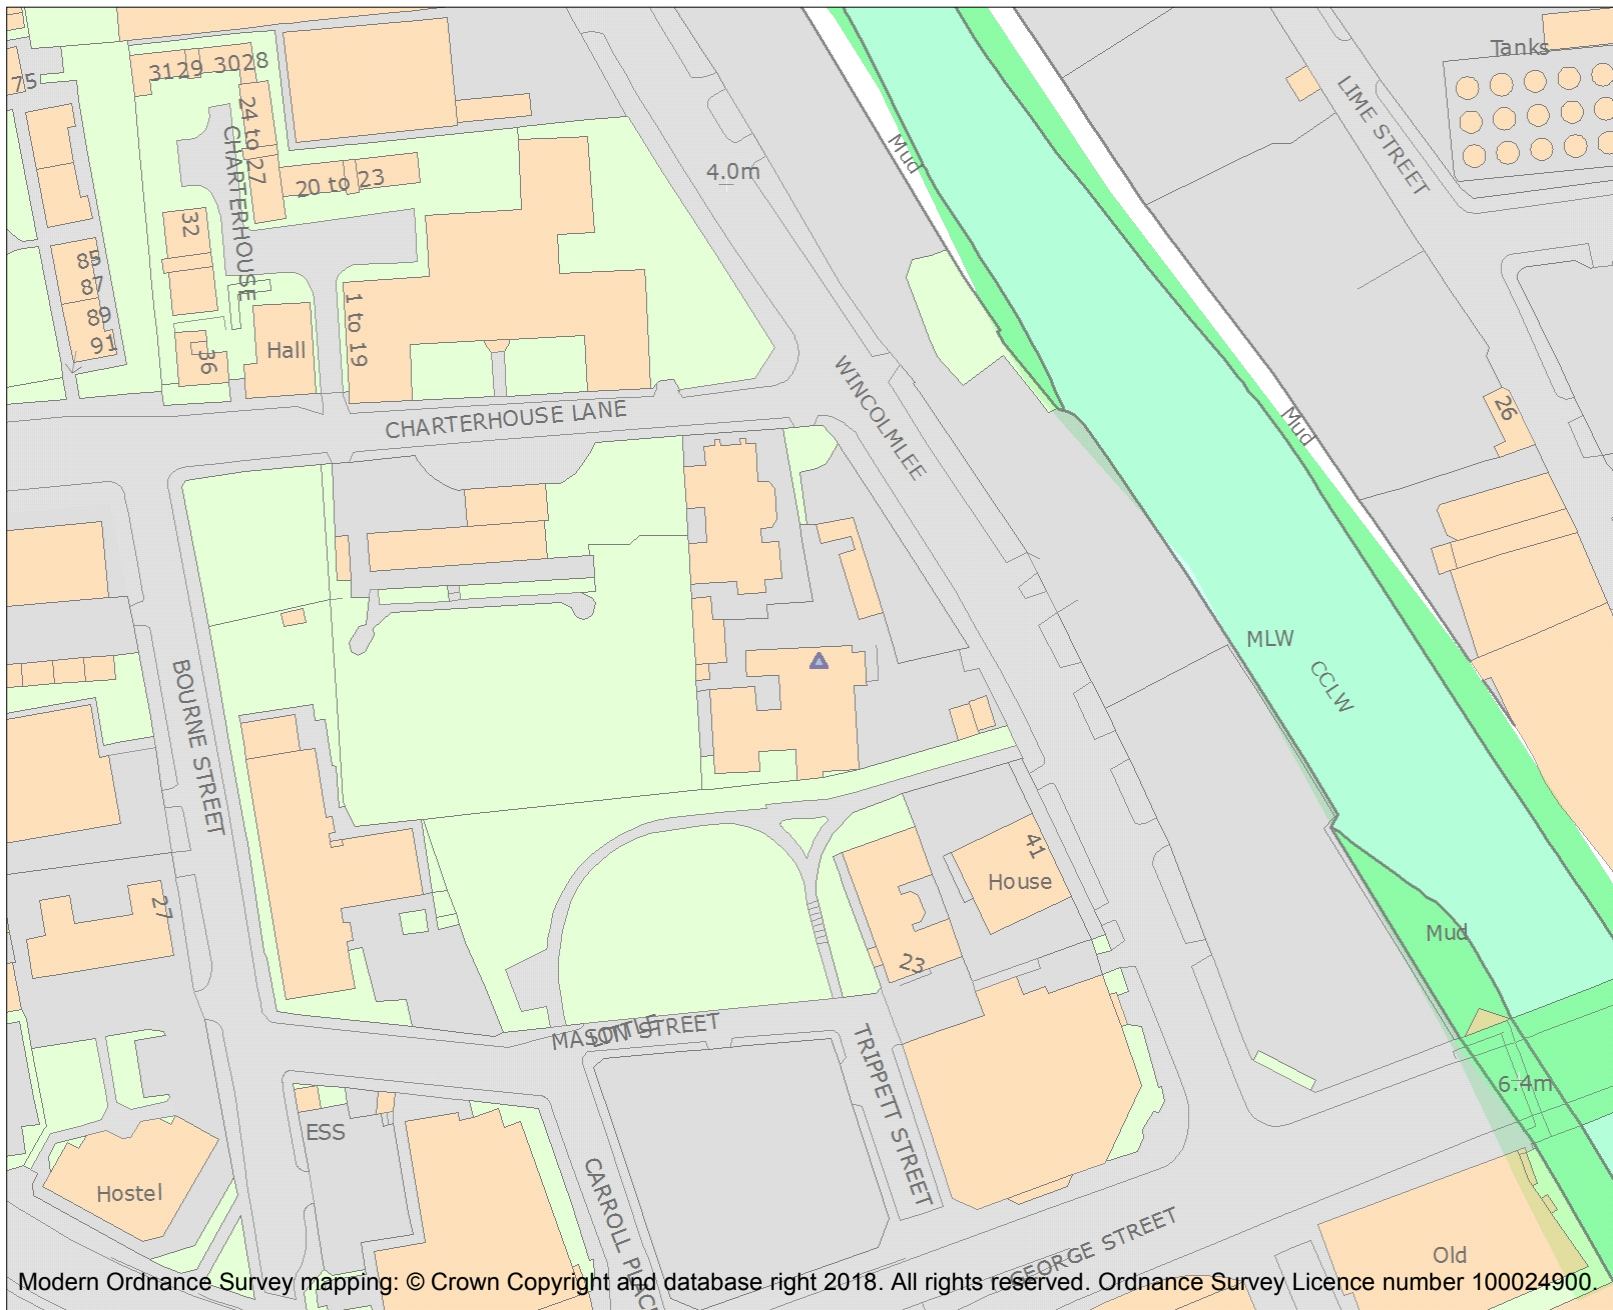 Tanks
75
3129 3028
LIME STREET
24 to 27
CHARTERHOUSE
Mud
4.0m
20 to 23
32
85
87
89
91
1 to 19
36
Hall
WINCOLMLEE
CHARTERHOUSE LANE
Mud
26
MLW
CCLW
BOURNE STREET
41
House
27
Mud
23
MASON STREET
LITTLE
TRIPPETT STREET
6.4m
ESS
Hostel
CARROLL PLACE
GEORGE STREET
Old
Modern Ordnance Survey mapping: © Crown Copyright and database right 2018. All rights reserved. Ordnance Survey Licence number 100024900.